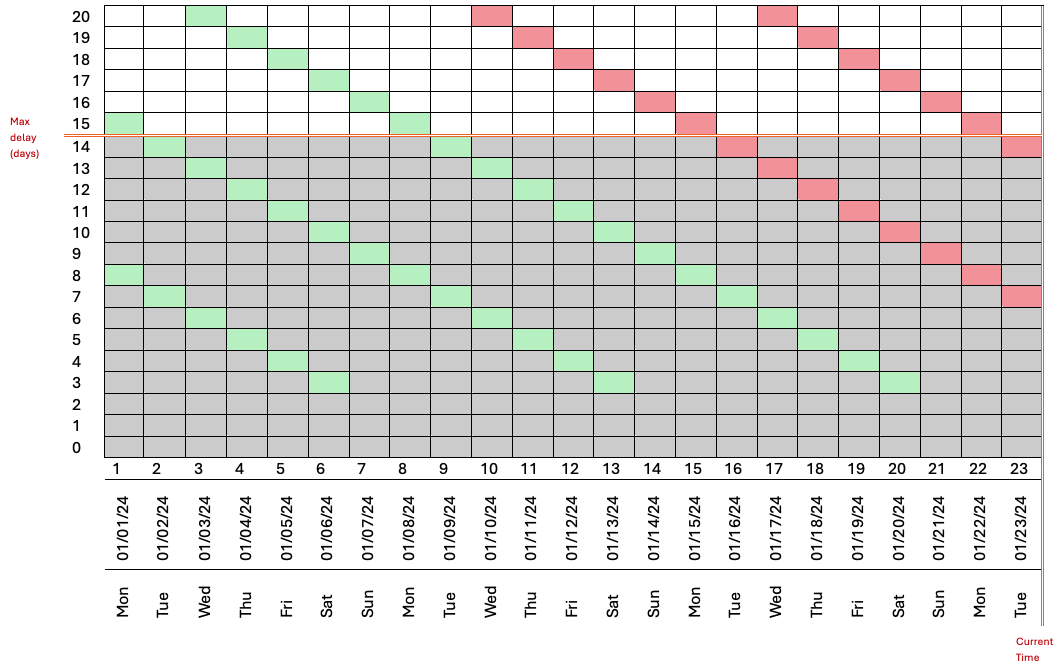 20
19
18
17
16
Max
delay
(days)
15
14
13
12
11
10
9
8
7
6
5
4
3
2
1
0
1 2 3 4 5 6 7 8 9 10 11 12 13 14 15 16 17 18 19 20 21 22 23
01/01/24 01/02/24 01/03/24 01/04/24 01/05/24 01/06/24 01/07/24 01/08/24 01/09/24 01/10/24 01/11/24 01/12/24 01/13/24 01/14/24 01/15/24 01/16/24 01/17/24 01/18/24 01/19/24 01/20/24 01/21/24 01/22/24 01/23/24
Mon Tue Wed Thu Fri Sat Sun Mon Tue Wed Thu Fri Sat Sun Mon Tue Wed Thu Fri Sat Sun Mon Tue
Current
Time